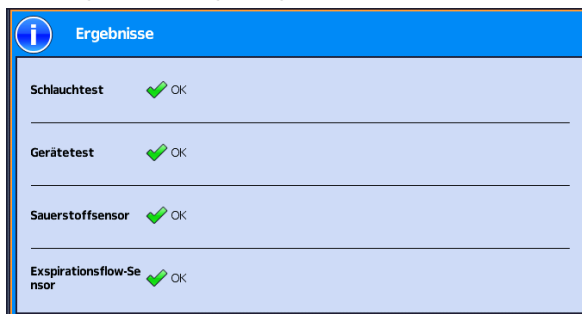 Ergebnisse
Schlauchtest OK
Gerätetest OK
Sauerstoffsensor OK
Exspirationsflow-Se
nsor OK